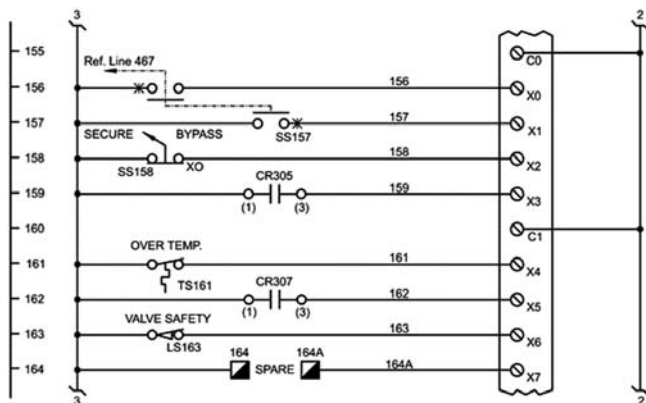 3 2
155 C0
Ref. Line 467
156 156 X0
157 157 X1
SECURE BYPASS SS157
158 158 X2
SS158 XO
CR305
159 159 X3
(1) (3)
160 C1
OVER TEMP.
161 161 X4
TS161 CR307
162 162 X5
(1) (3)
VALVE SAFETY
163 163 X6
LS163
164 164A
164 SPARE 164A X7
3 2